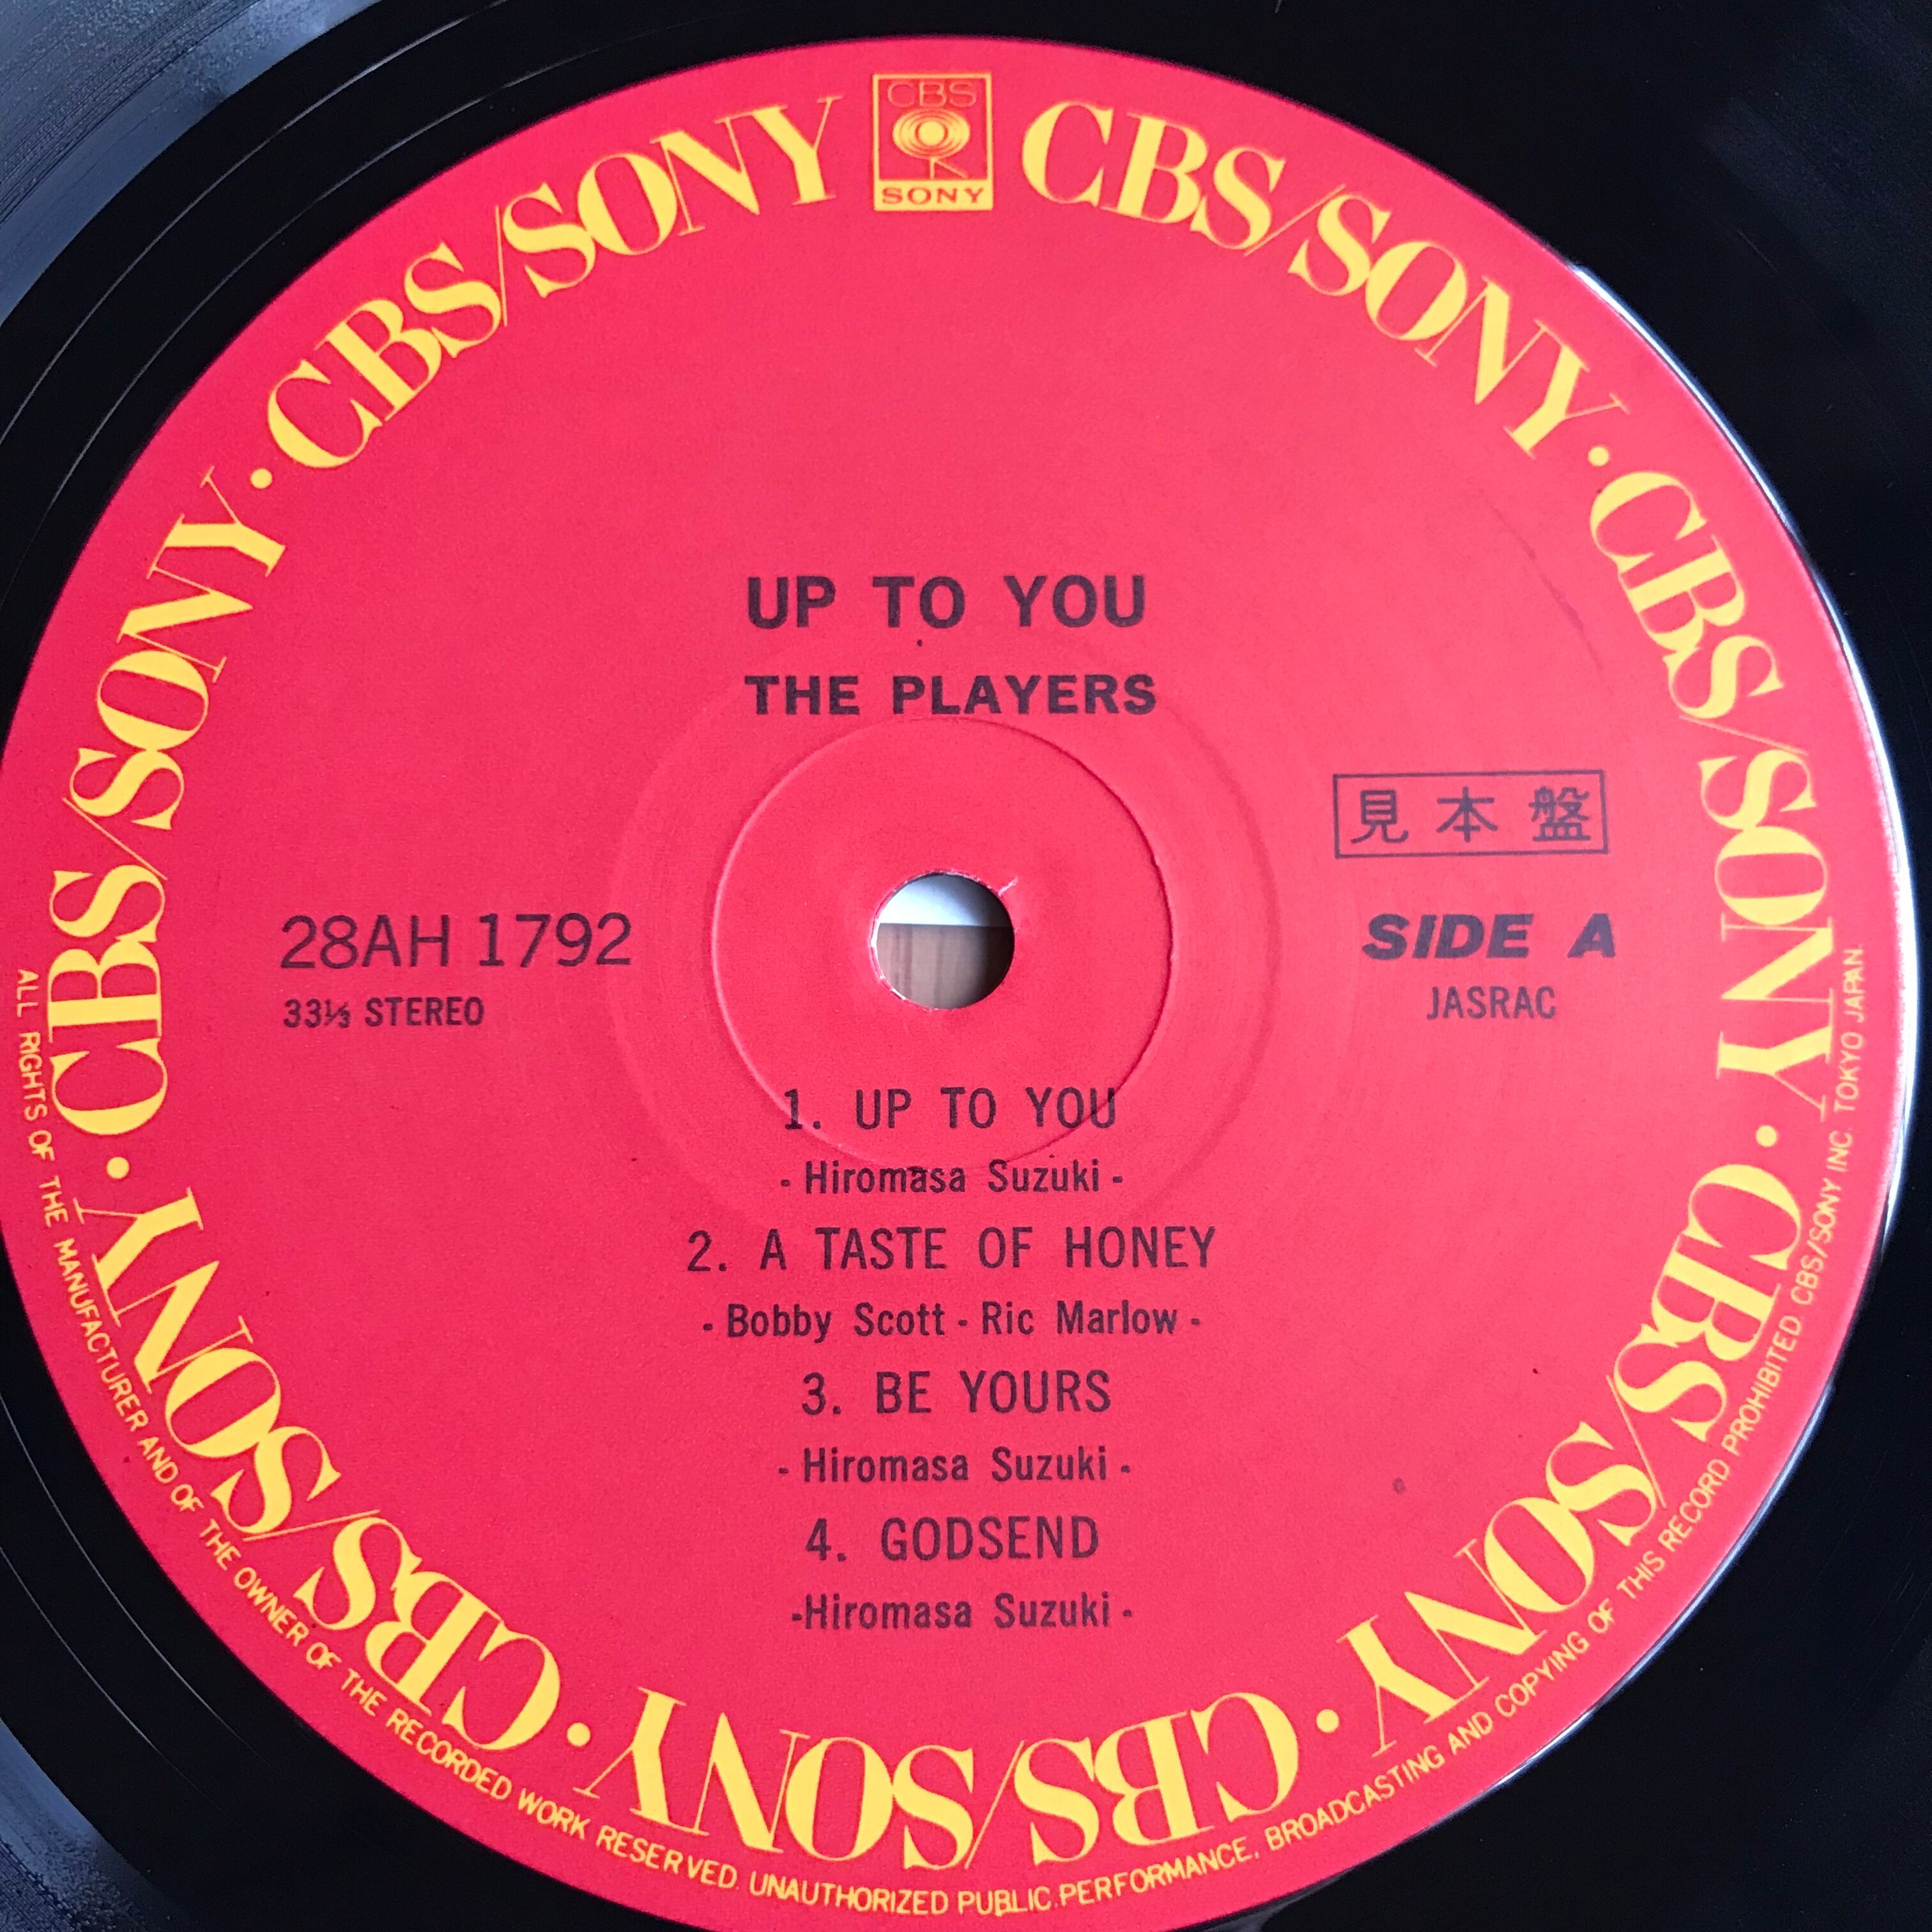 CBS
SONY
CBS/SONY · CBS/SONY · CBS/SONY · CBS/SONY · CBS/SONY · CBS/SONY · CBS/SONY
UP TO YOU
THE PLAYERS
見本盤
28AH 1792
SIDE A
33⅓ STEREO
JASRAC
1. UP TO YOU
- Hiromasa Suzuki -
2. A TASTE OF HONEY
- Bobby Scott - Ric Marlow -
3. BE YOURS
- Hiromasa Suzuki -
4. GODSEND
-Hiromasa Suzuki -
ALL RIGHTS OF THE MANUFACTURER AND OF THE OWNER OF THE RECORDED WORK RESERVED. UNAUTHORIZED PUBLIC PERFORMANCE, BROADCASTING AND COPYING OF THIS RECORD PROHIBITED. CBS/SONY INC. TOKYO JAPAN.